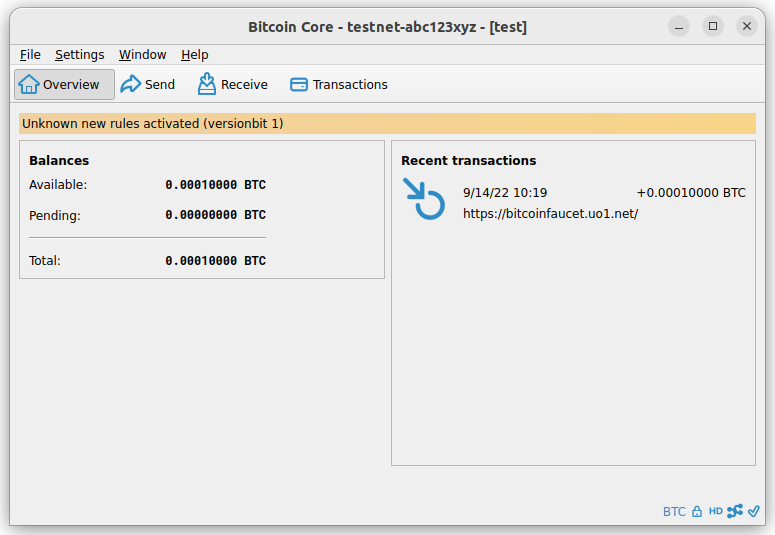 Bitcoin Core - testnet-abc123xyz - [test]
File Settings Window Help
Overview Send Receive Transactions
Unknown new rules activated (versionbit 1)
Balances
Available: 0.00010000 BTC
Pending: 0.00000000 BTC
Total: 0.00010000 BTC
Recent transactions
9/14/22 10:19 +0.00010000 BTC
https://bitcoinfaucet.uo1.net/
BTC HD